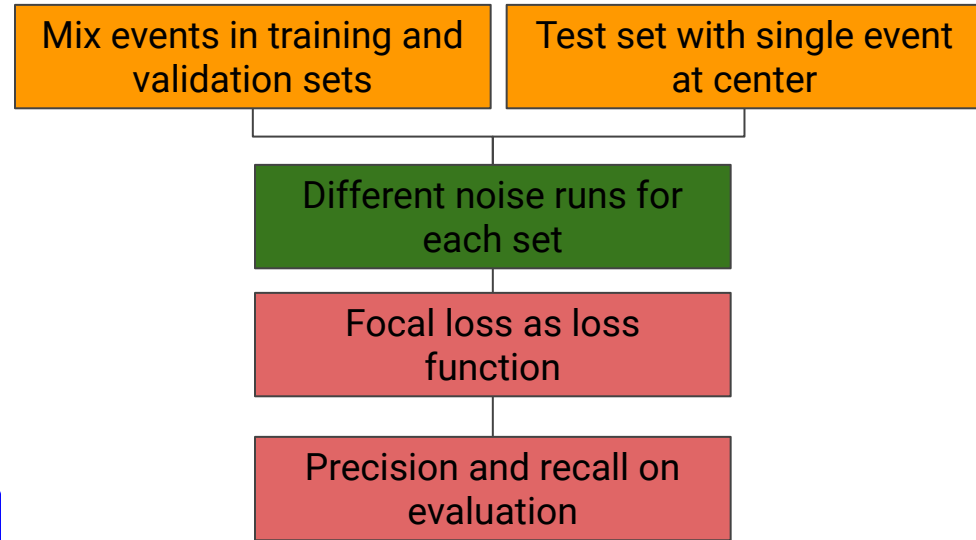 Mix events in training and
validation sets
Test set with single event
at center
Different noise runs for
each set
Focal loss as loss
function
Precision and recall on
evaluation